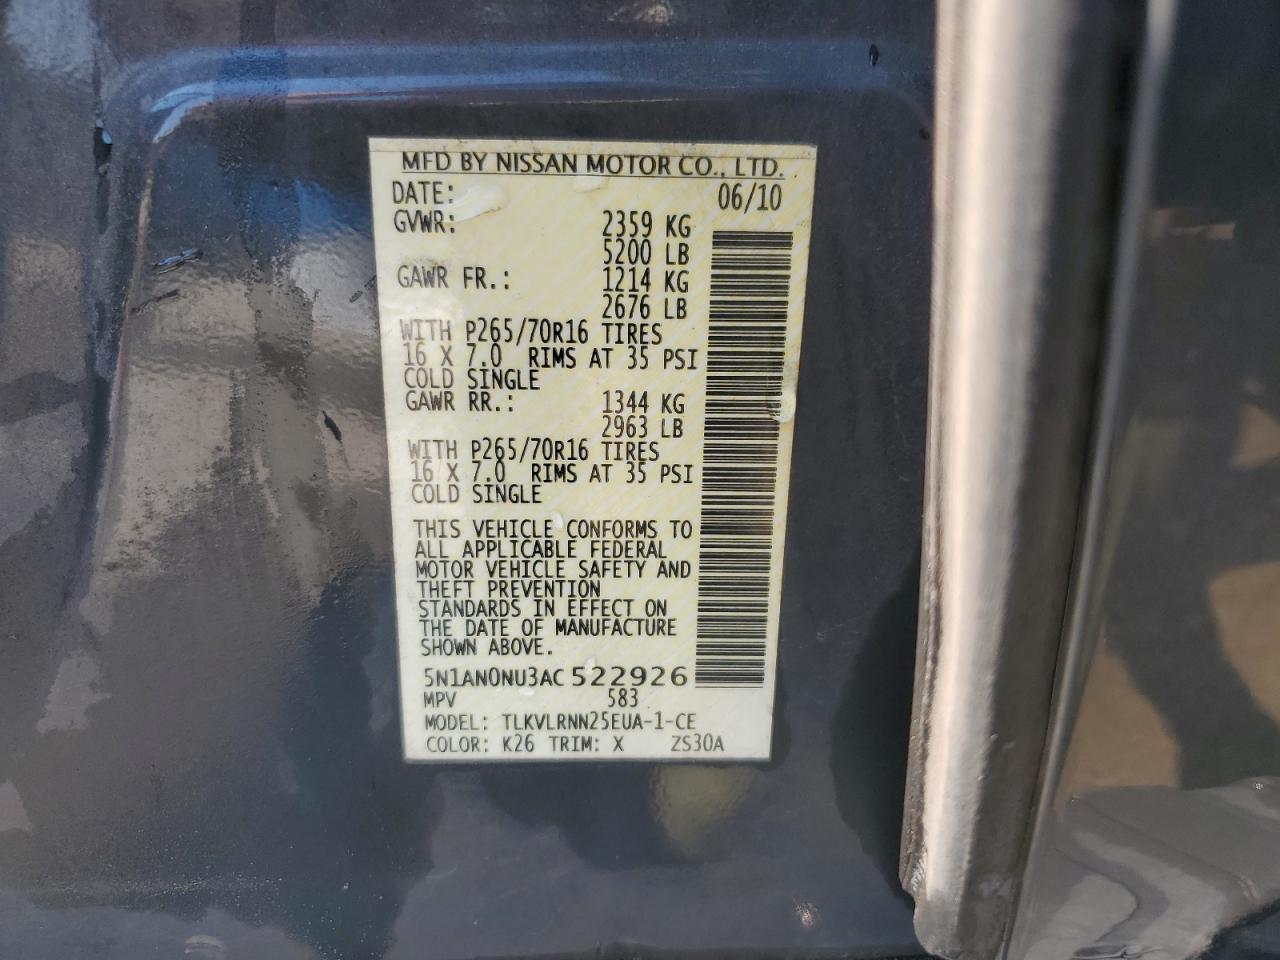 MFD BY NISSAN MOTOR CO., LTD.
DATE: 06/10
GVWR: 2359 KG
5200 LB
GAWR FR.: 1214 KG
2676 LB
WITH P265/70R16 TIRES
16 X 7.0 RIMS AT 35 PSI
COLD SINGLE
GAWR RR.: 1344 KG
2963 LB
WITH P265/70R16 TIRES
16 X 7.0 RIMS AT 35 PSI
COLD SINGLE
THIS VEHICLE CONFORMS TO
ALL APPLICABLE FEDERAL
MOTOR VEHICLE SAFETY AND
THEFT PREVENTION
STANDARDS IN EFFECT ON
THE DATE OF MANUFACTURE
SHOWN ABOVE.
5N1AN0NU3AC522926
MPV 583
MODEL: TLKVLRNN25EUA-1-CE
COLOR: K26 TRIM: X ZS30A